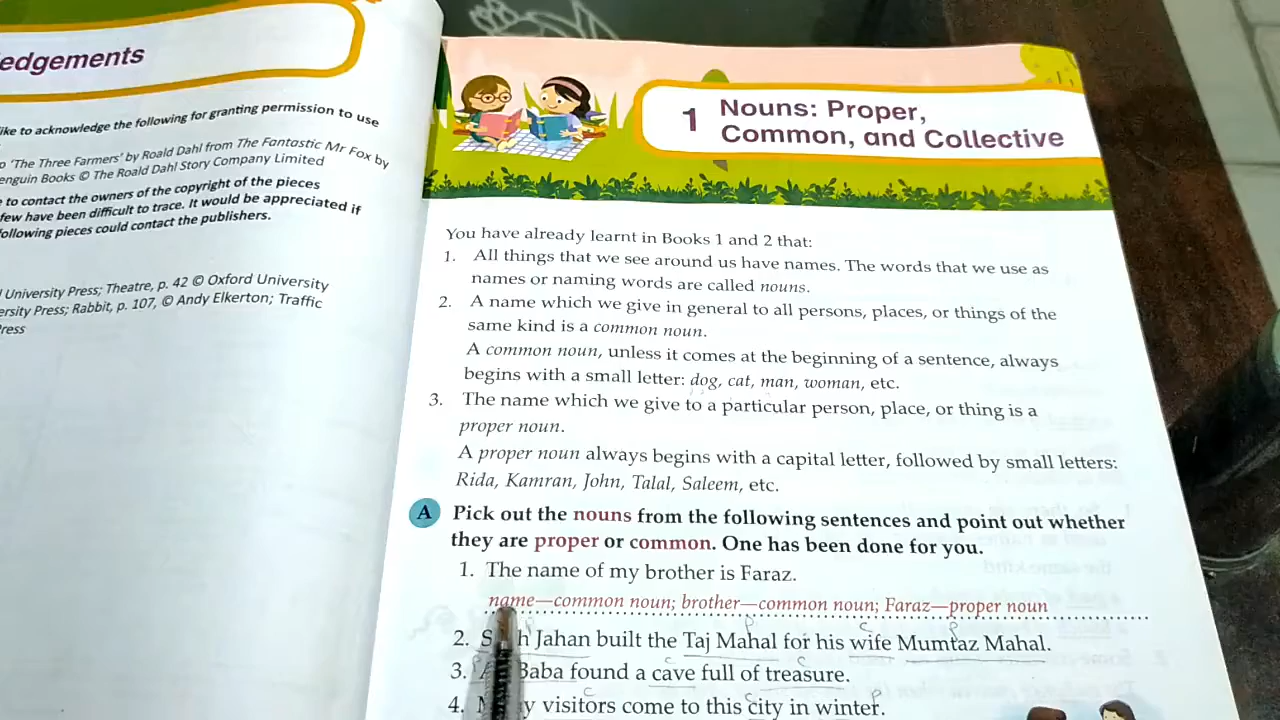 edgements
ike to acknowledge the following for granting permission to use
'The Three Farmers' by Roald Dahl from The Fantastic Mr Fox by
enguin Books © The Roald Dahl Story Company Limited
to contact the owners of the copyright of the pieces
few have been difficult to trace. It would be appreciated if
ollowing pieces could contact the publishers.
University Press; Theatre, p. 42 © Oxford University
ersity Press; Rabbit, p. 107, © Andy Elkerton; Traffic
ress
1 Nouns: Proper,
Common, and Collective
You have already learnt in Books 1 and 2 that:
1. All things that we see around us have names. The words that we use as
names or naming words are called nouns.
2. A name which we give in general to all persons, places, or things of the
same kind is a common noun.
A common noun, unless it comes at the beginning of a sentence, always
begins with a small letter: dog, cat, man, woman, etc.
3. The name which we give to a particular person, place, or thing is a
proper noun.
A proper noun always begins with a capital letter, followed by small letters:
Rida, Kamran, John, Talal, Saleem, etc.
A Pick out the nouns from the following sentences and point out whether
they are proper or common. One has been done for you.
1. The name of my brother is Faraz.
name—common noun; brother—common noun; Faraz—proper noun
P c P
2. Jahan built the Taj Mahal for his wife Mumtaz Mahal.
P c c
3. Baba found a cave full of treasure.
c c P
4. visitors come to this city in winter.